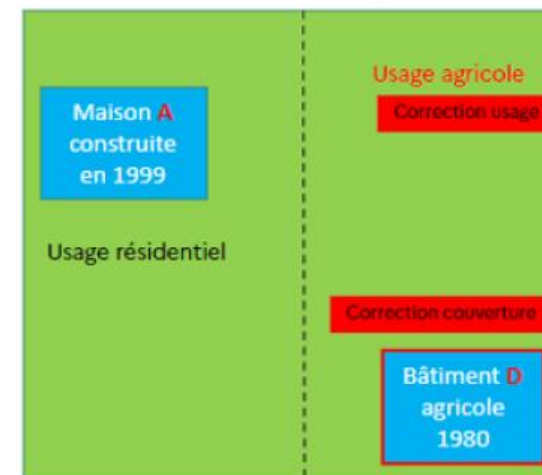 Maison A
construite
en 1999
Usage résidentiel
Usage agricole
Correction usage
Correction couverture
Bâtiment D
agricole
1980